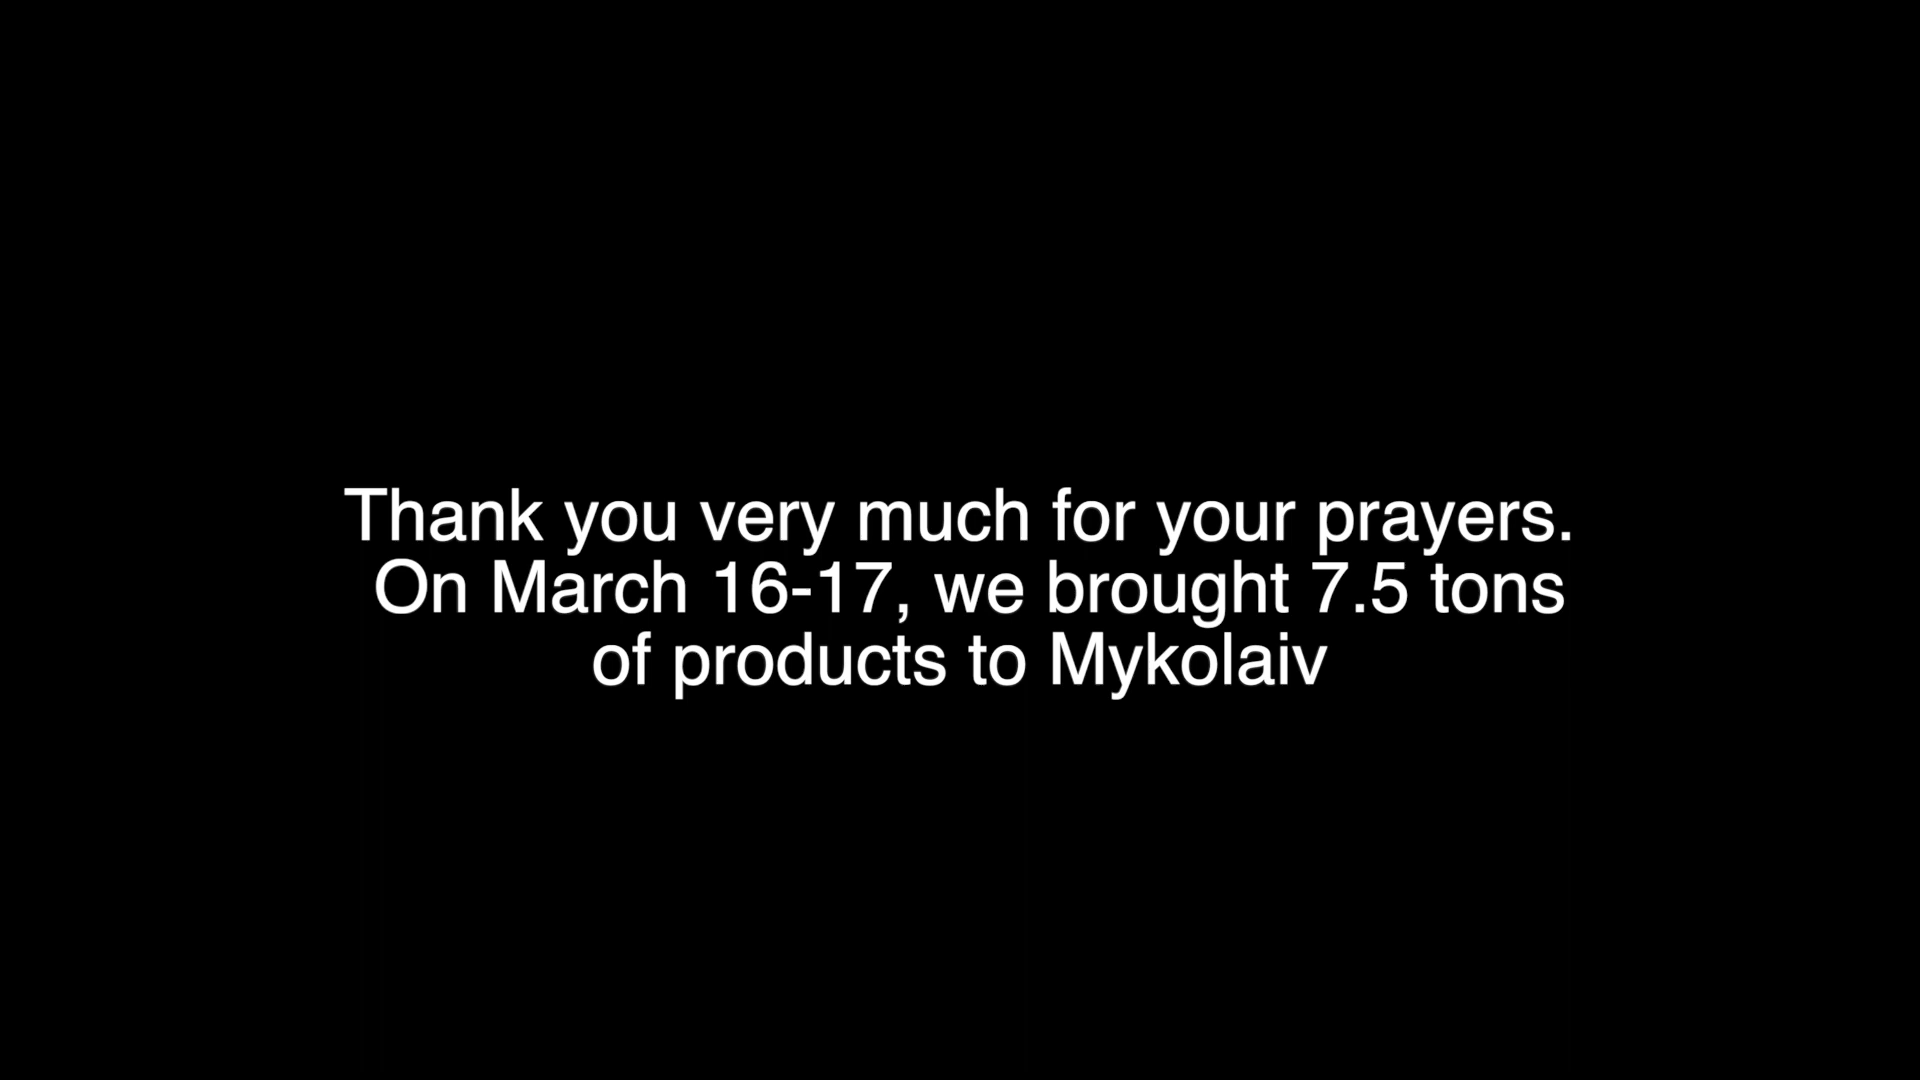 Thank you very much for your prayers.
On March 16-17, we brought 7.5 tons
of products to Mykolaiv